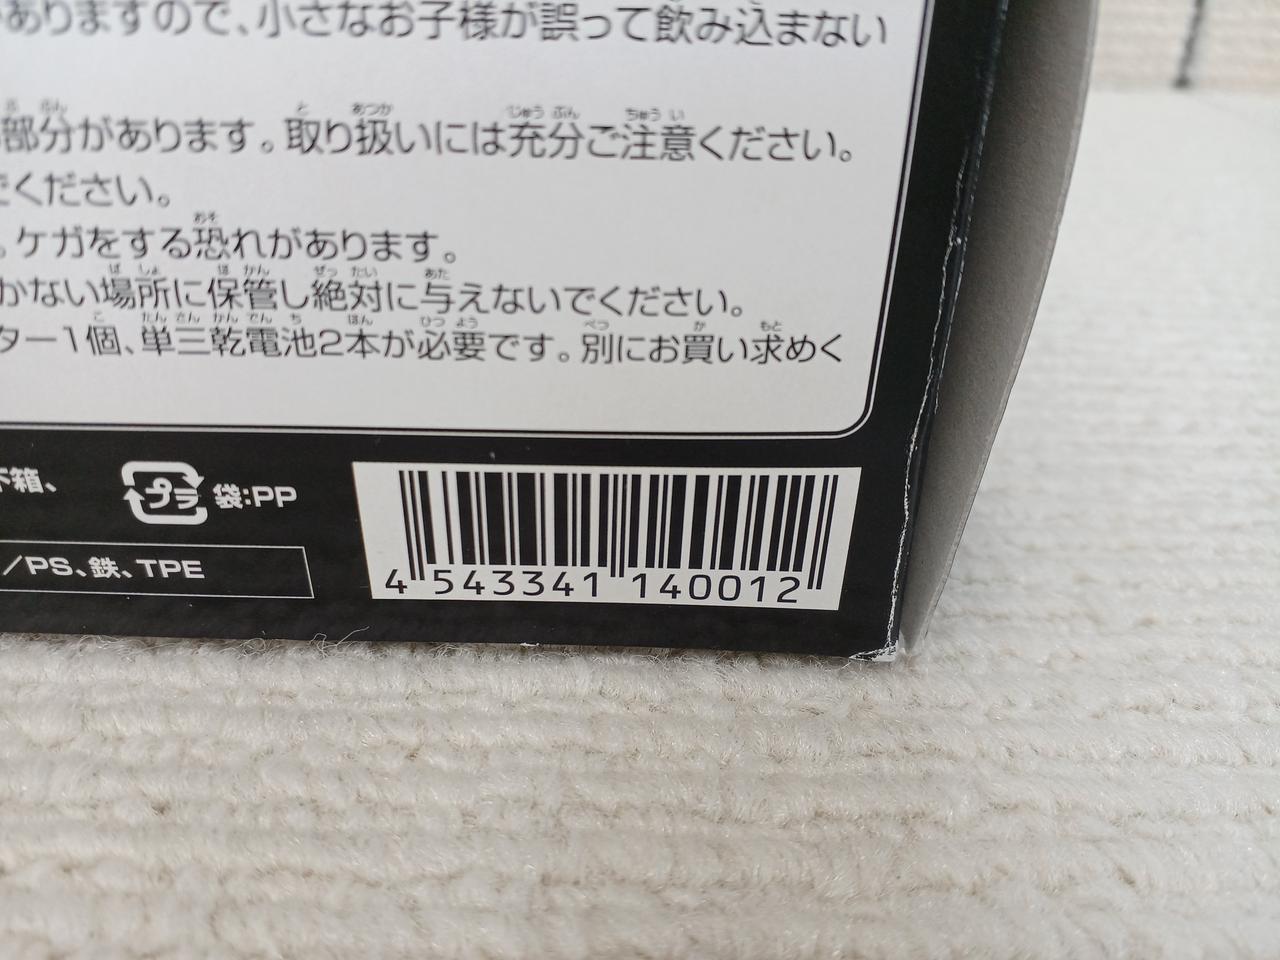 ありますので、小さなお子様が誤って飲み込まない
部分があります。取り扱いには充分ご注意ください。
ください。
。ケガをする恐れがあります。
かない場所に保管し絶対に与えないでください。
ター1個、単三乾電池2本が必要です。別にお買い求めく
箱、
プラ 袋:PP
/PS、鉄、TPE
4 543341 140012